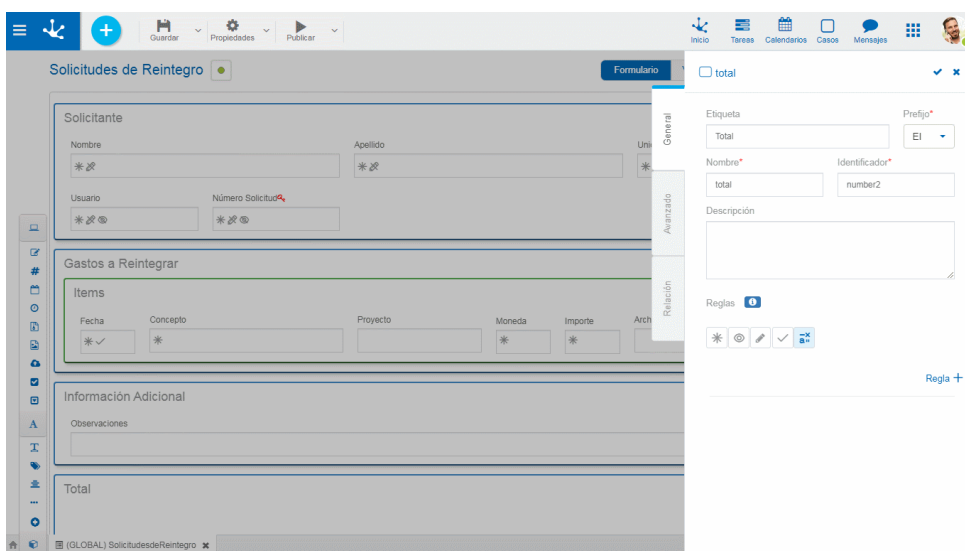 Guardar
Propiedades
Publicar
Inicio
Tareas
Calendarios
Casos
Mensajes
Solicitudes de Reintegro
Formulario
Solicitante
Nombre
Apellido
Usuario
Número Solicitud
Gastos a Reintegrar
Items
Fecha
Concepto
Proyecto
Moneda
Importe
Información Adicional
Observaciones
Total
(GLOBAL) SolicitudesdeReintegro
General
Avanzado
Relación
total
Etiqueta
Prefijo*
Total
El
Nombre*
Identificador*
total
number2
Descripción
Reglas
Regla +